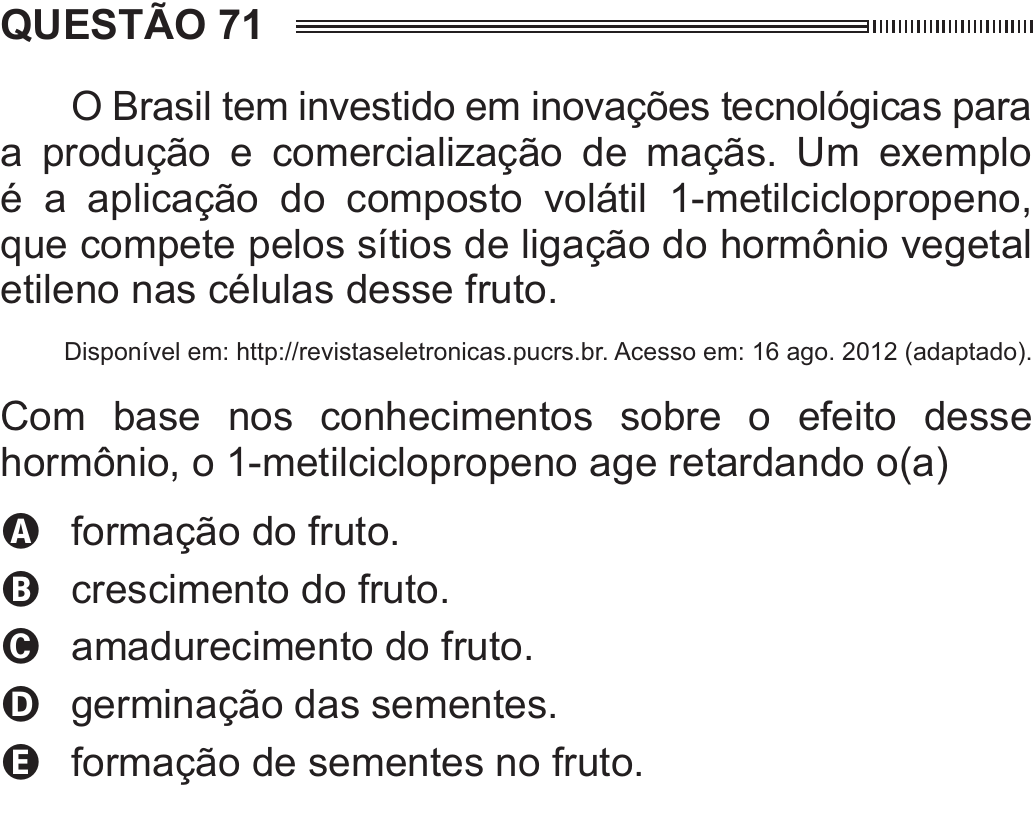 QUESTÃO 71
O Brasil tem investido em inovações tecnológicas para
a produção e comercialização de maçãs. Um exemplo
é a aplicação do composto volátil 1-metilciclopropeno,
que compete pelos sítios de ligação do hormônio vegetal
etileno nas células desse fruto.
Disponível em: http://revistaseletronicas.pucrs.br. Acesso em: 16 ago. 2012 (adaptado).
Com base nos conhecimentos sobre o efeito desse
hormônio, o 1-metilciclopropeno age retardando o(a)
A formação do fruto.
B crescimento do fruto.
C amadurecimento do fruto.
D germinação das sementes.
E formação de sementes no fruto.